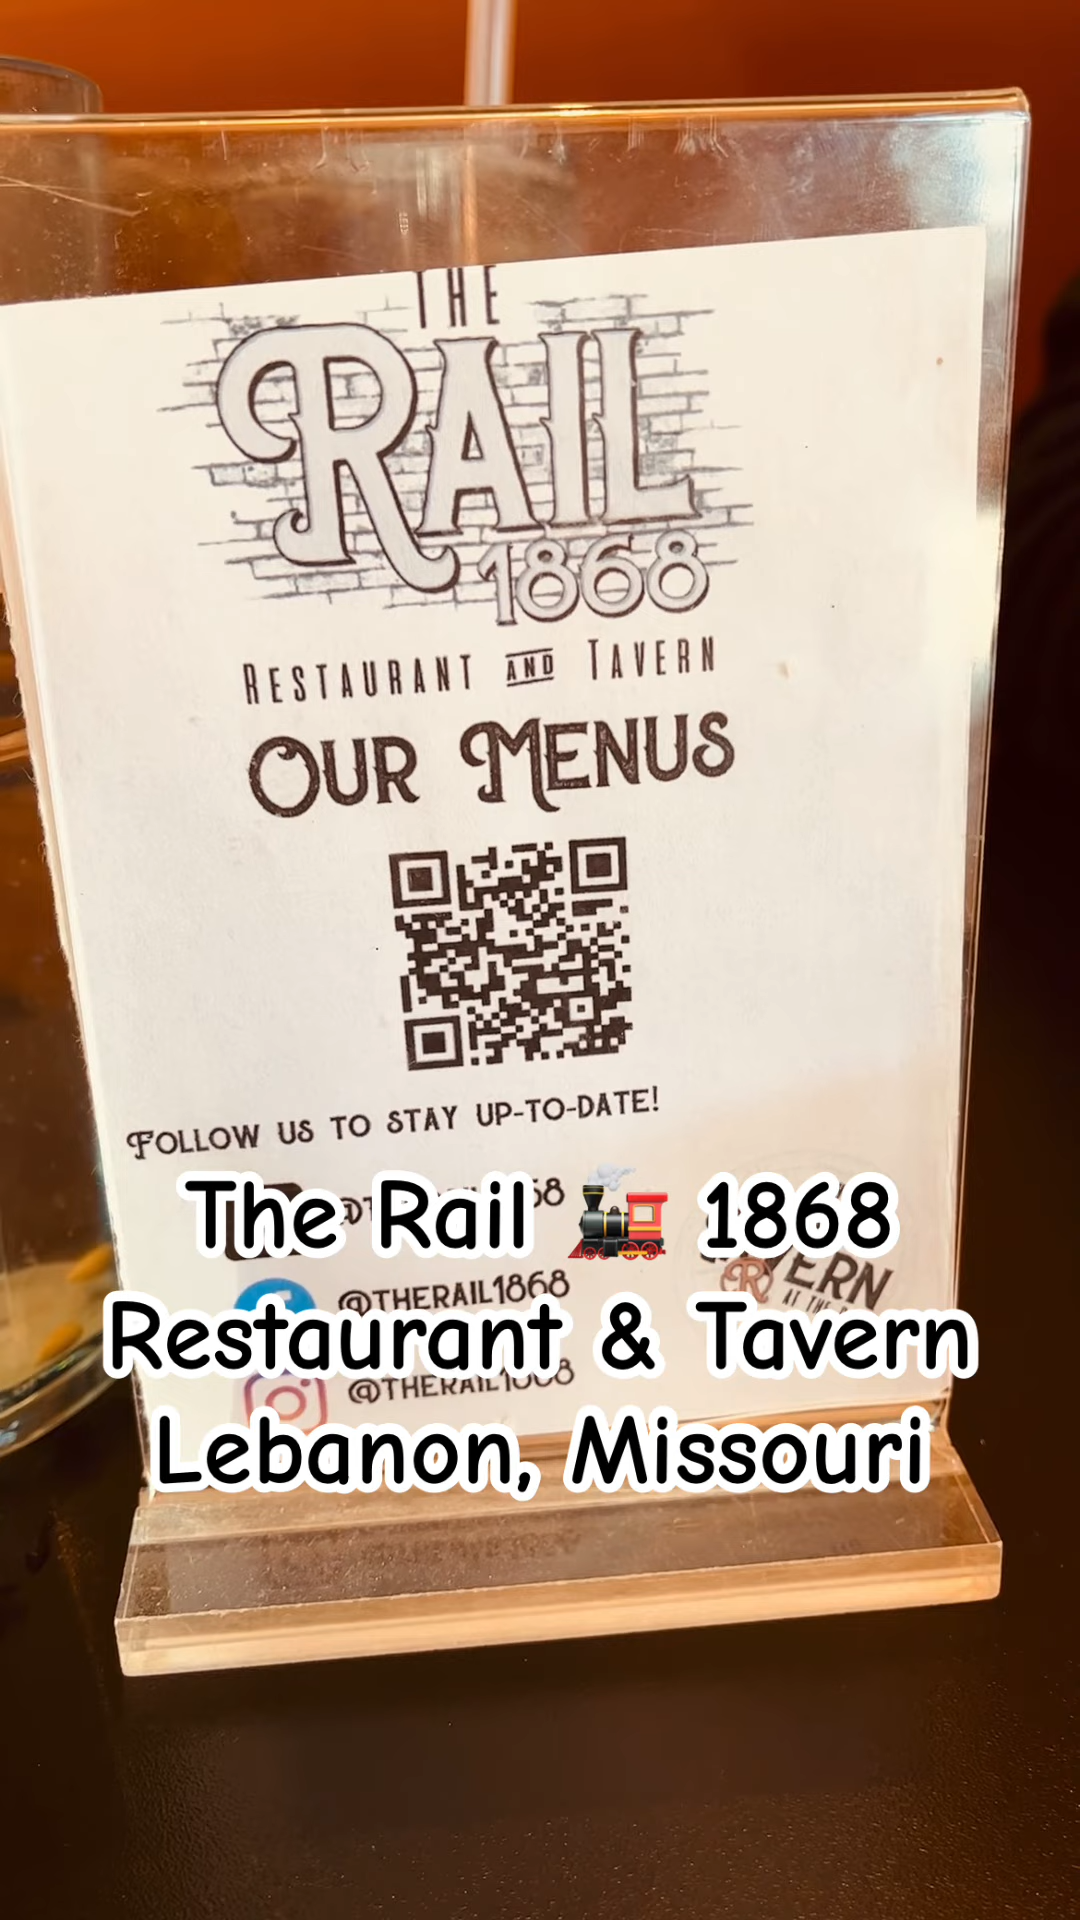 THE
RAIL
1868
RESTAURANT AND TAVERN
OUR MENUS
FOLLOW US TO STAY UP-TO-DATE!
The Rail 🚂 1868
@THERAIL1868
Restaurant & Tavern
@THERAIL1868
Lebanon, Missouri